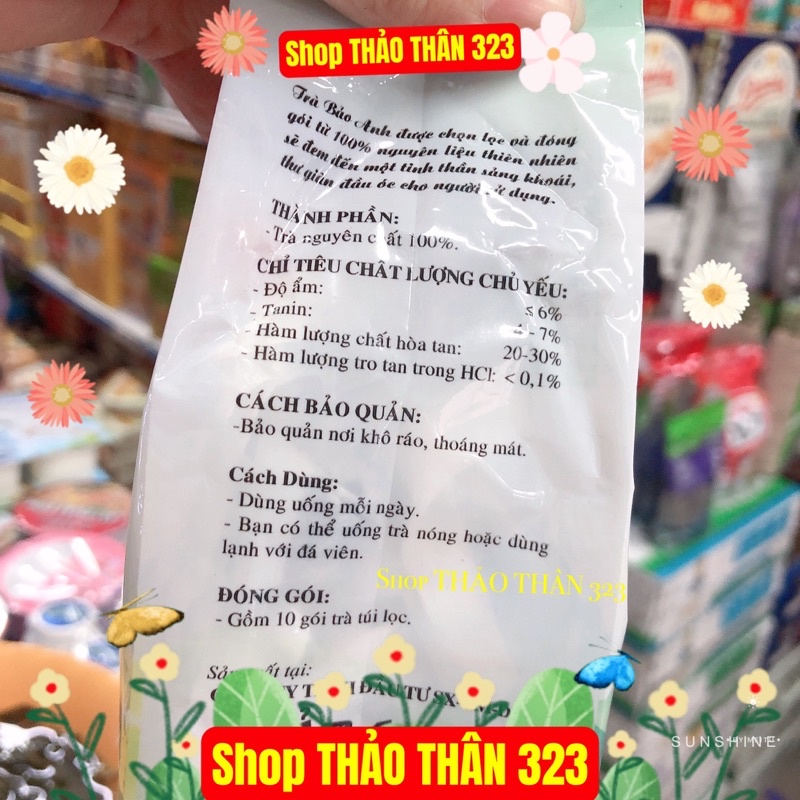 Shop THẢO THÂN 323
Trà Bảo Anh được chọn lọc và đóng
gói từ 100% nguyên liệu thiên nhiên
sẽ đem đến một tinh thần sảng khoái,
thư giãn đầu óc cho người sử dụng.
THÀNH PHẦN:
- Trà nguyên chất 100%.
CHỈ TIÊU CHẤT LƯỢNG CHỦ YẾU:
- Độ ẩm: ≤ 6%
- Tanin: - 7%
- Hàm lượng chất hòa tan: 20-30%
- Hàm lượng tro tan trong HCl: < 0,1%
CÁCH BẢO QUẢN:
-Bảo quản nơi khô ráo, thoáng mát.
Cách Dùng:
- Dùng uống mỗi ngày.
- Bạn có thể uống trà nóng hoặc dùng
lạnh với đá viên.
SHOP THẢO THÂN 323
ĐÓNG GÓI:
- Gồm 10 gói trà túi lọc.
tại:
ĐẦU TƯ
Shop THẢO THÂN 323
SUNSHINE